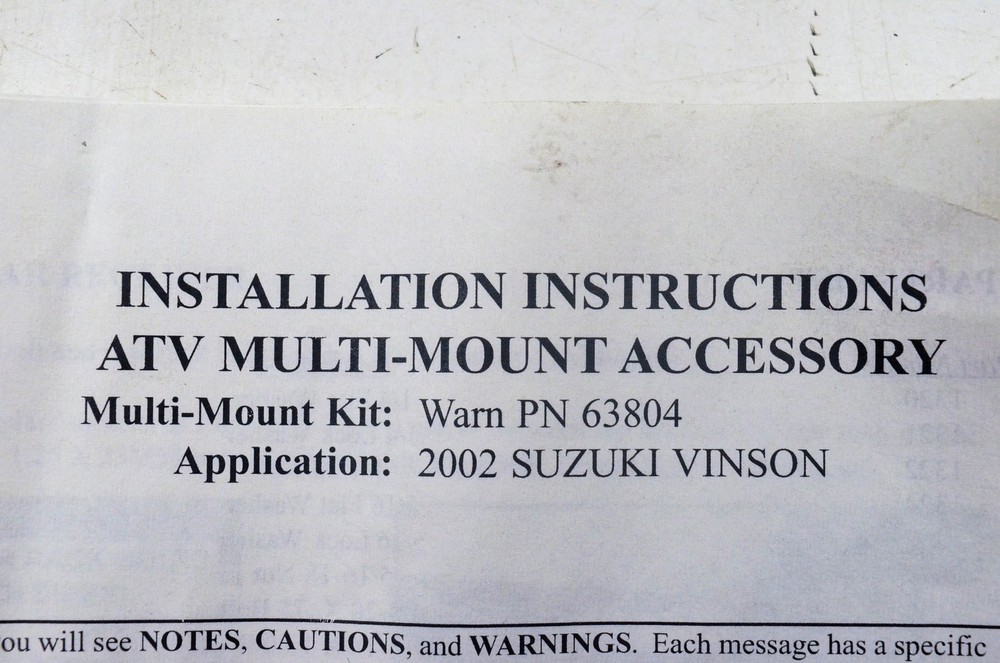 INSTALLATION INSTRUCTIONS
ATV MULTI-MOUNT ACCESSORY
Multi-Mount Kit: Warn PN 63804
Application: 2002 SUZUKI VINSON
ou will see NOTES, CAUTIONS, and WARNINGS. Each message has a specific